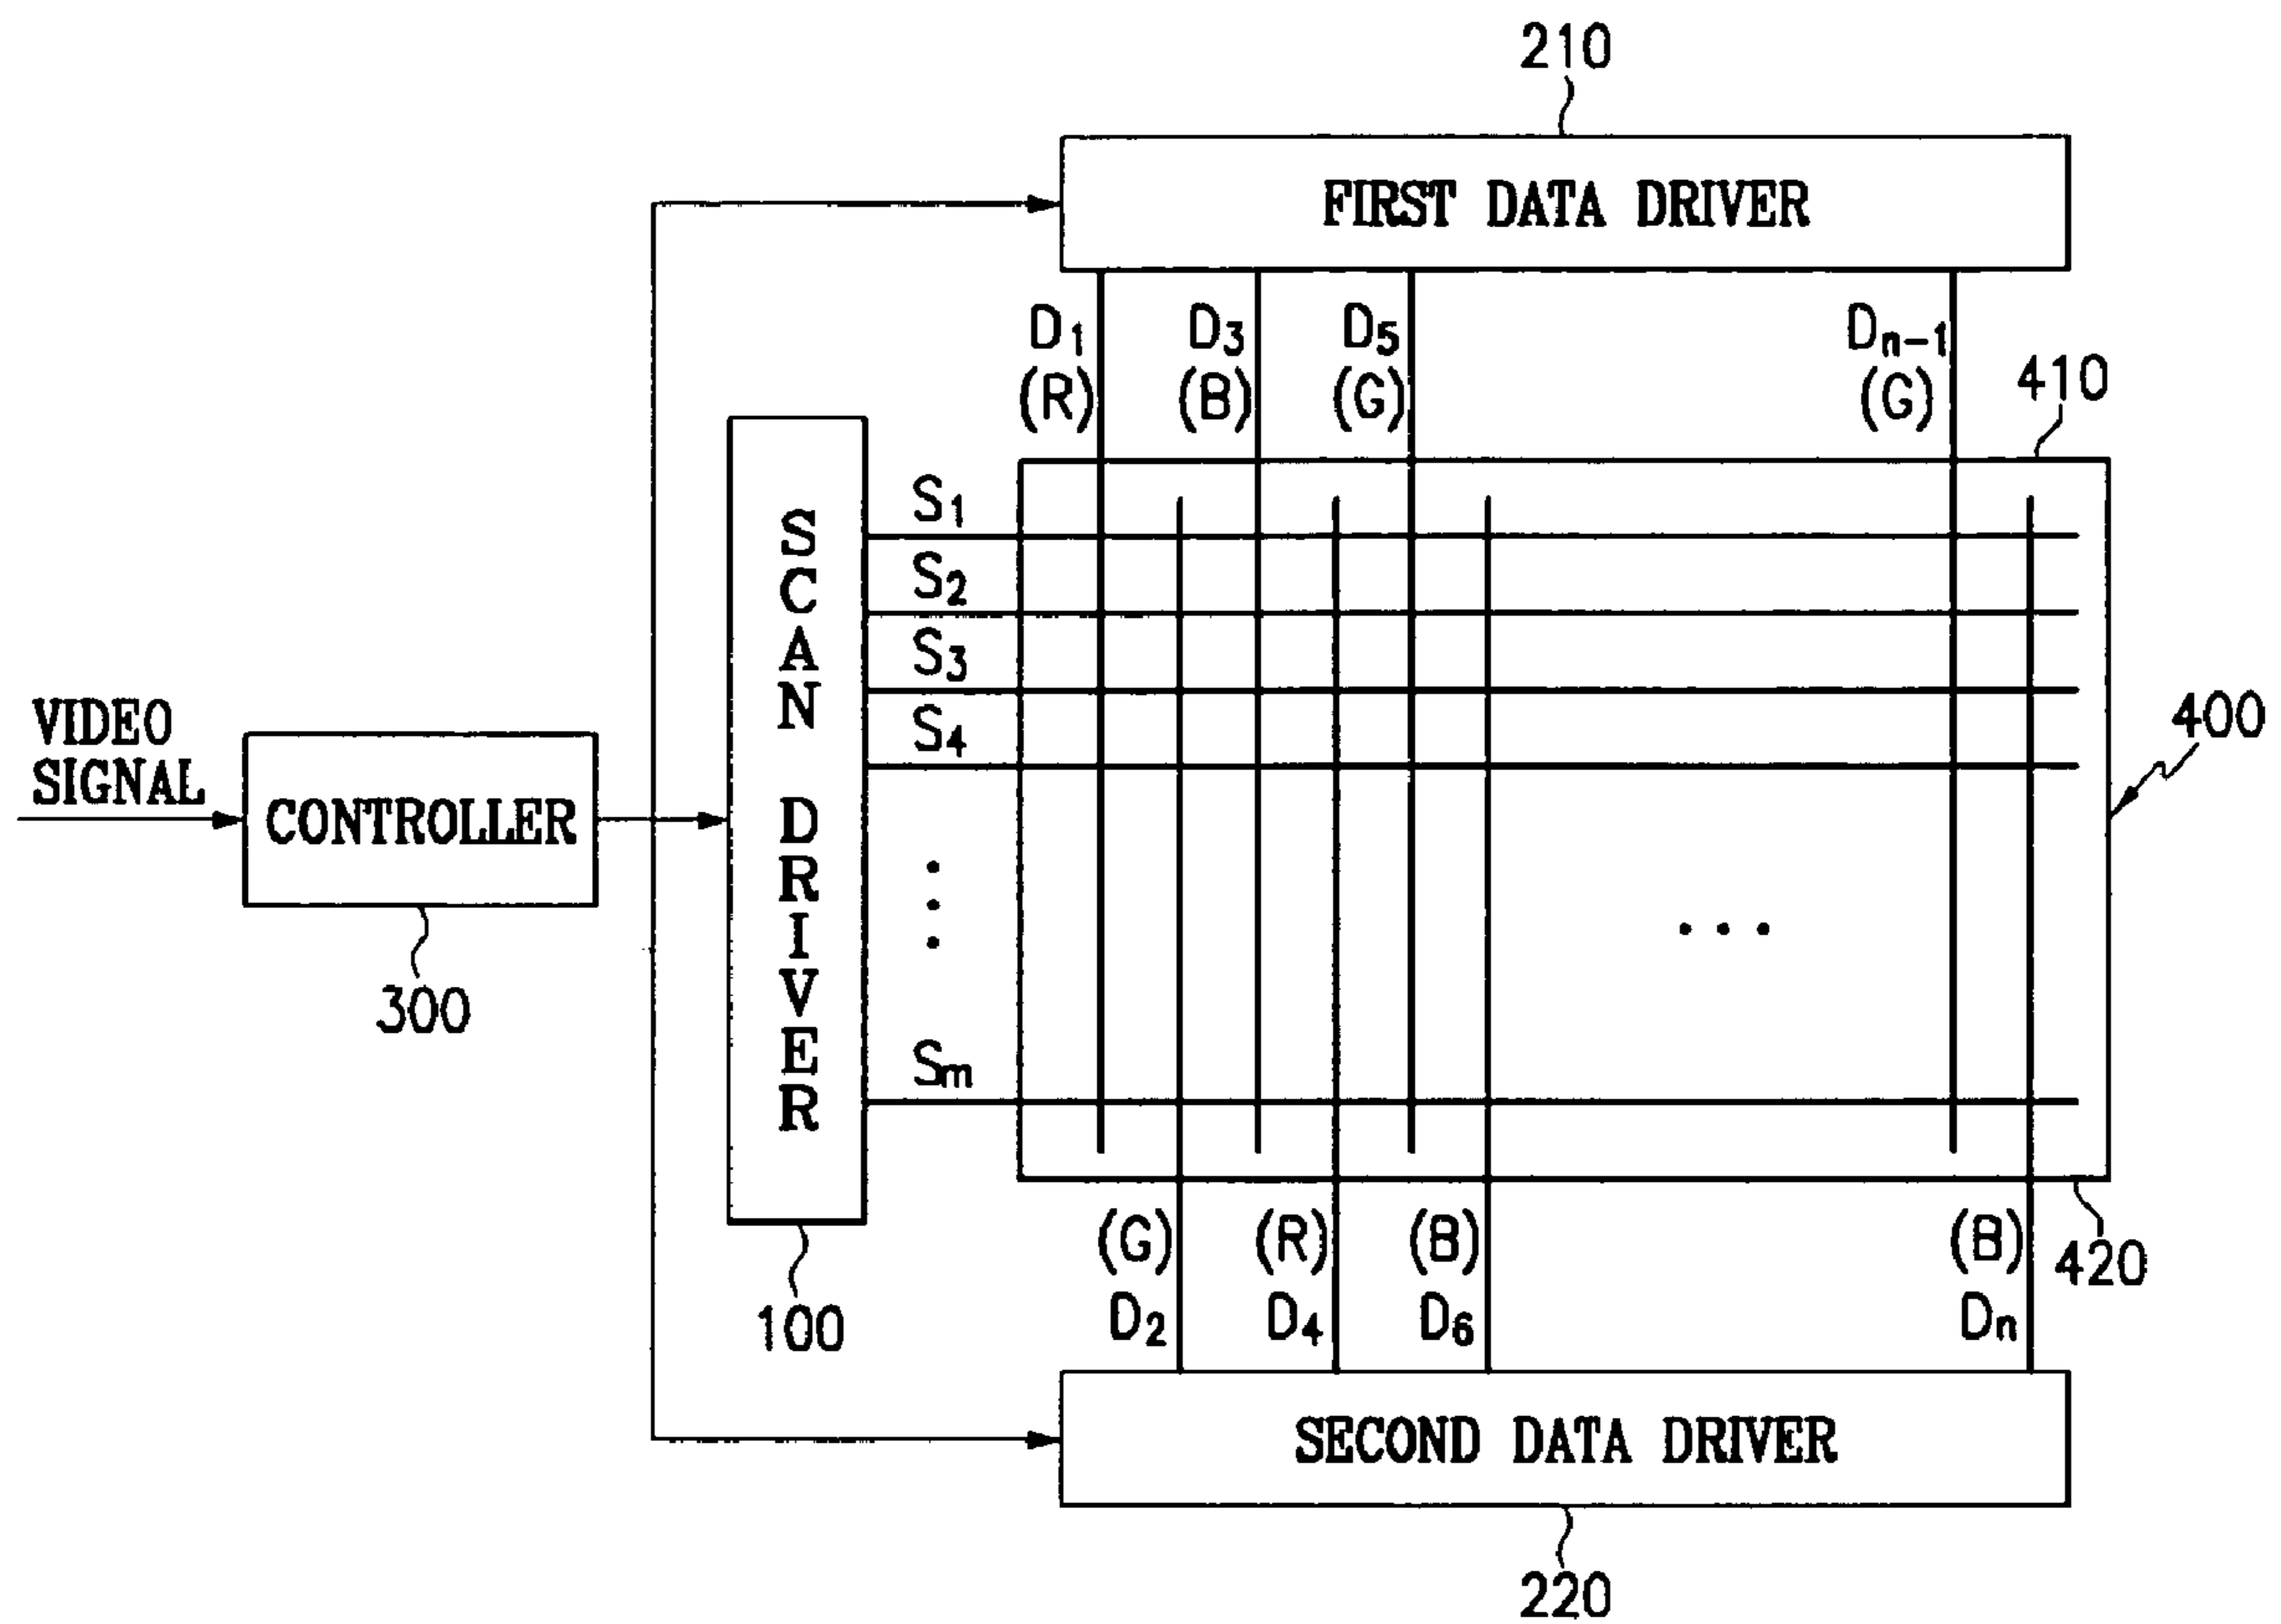 210
FIRST DATA DRIVER
D1 D3 D5 Dn-1
(R) (B) (G) (G)
410
S1
S2
S3
S4
Sm
SCAN DRIVER
400
VIDEO
SIGNAL
CONTROLLER
300
100
(G) (R) (B) (B)
D2 D4 D6 Dn
420
SECOND DATA DRIVER
220